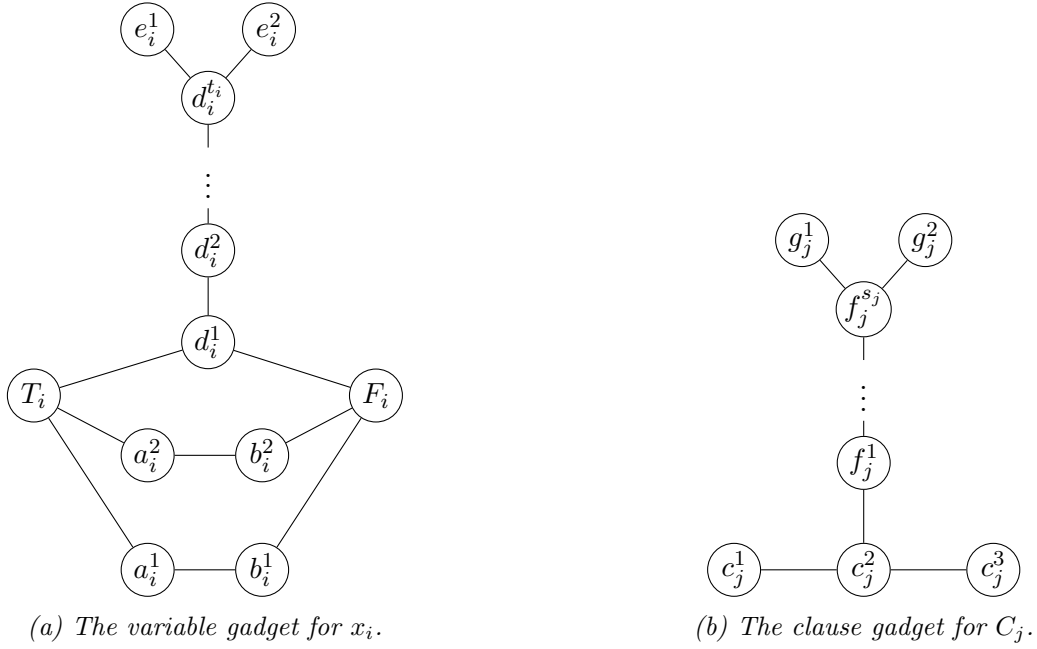 e_i^1 e_i^2
d_i^{t_i}
⋮
d_i^2
d_i^1
T_i F_i
a_i^2 b_i^2
a_i^1 b_i^1
(a) The variable gadget for x_i.
g_j^1 g_j^2
f_j^{s_j}
⋮
f_j^1
c_j^1 c_j^2 c_j^3
(b) The clause gadget for C_j.